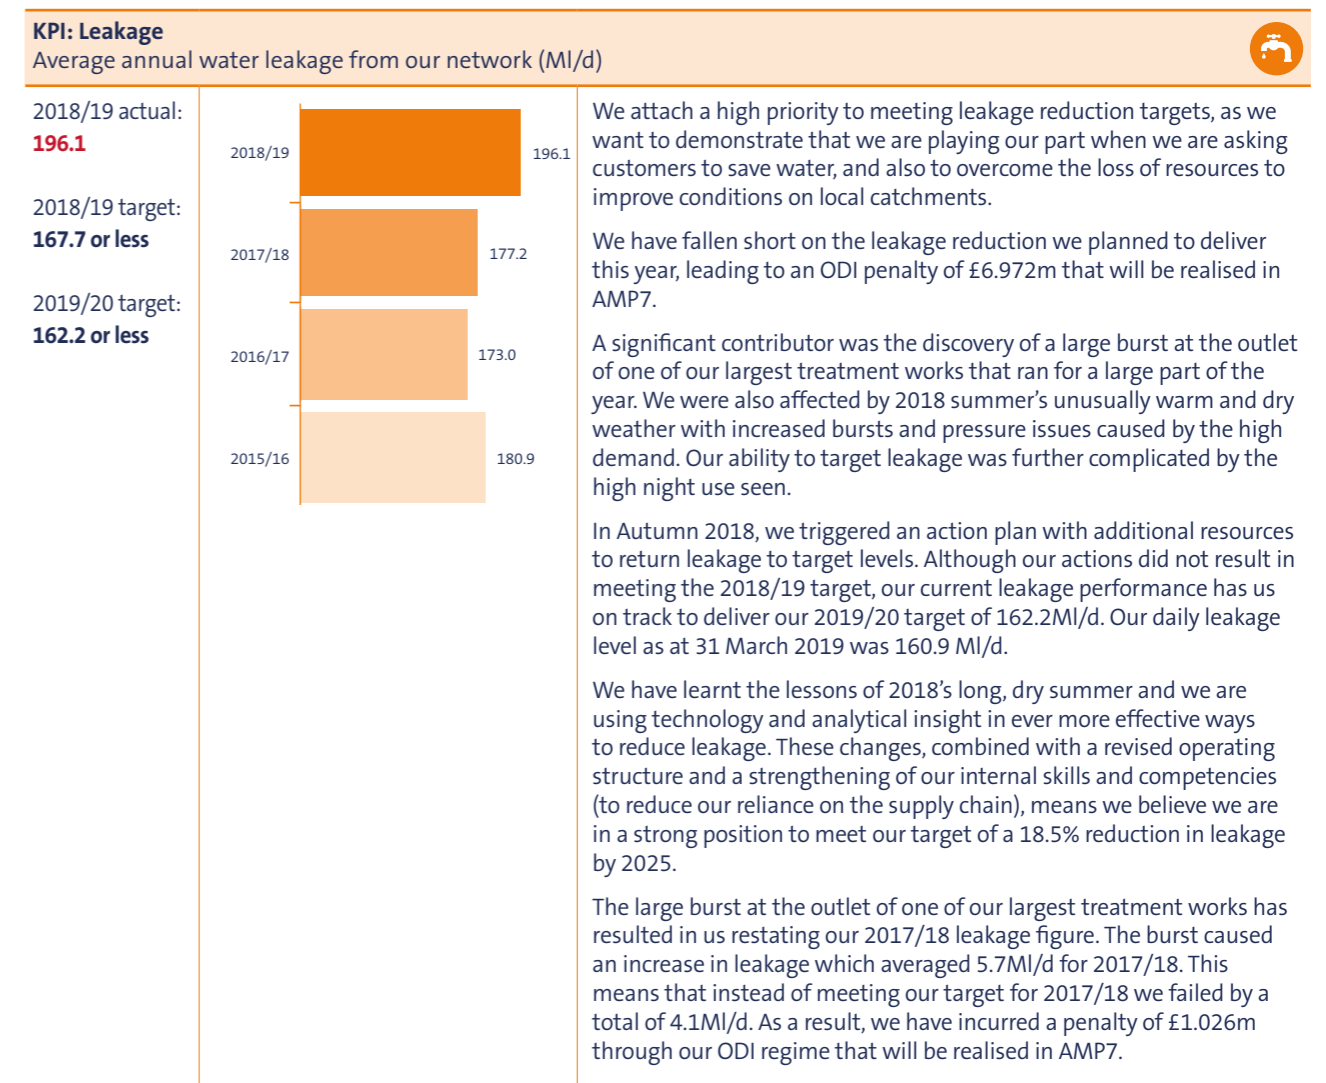 KPI: Leakage
Average annual water leakage from our network (Ml/d)
2018/19 actual:
196.1
2018/19 target:
167.7 or less
2019/20 target:
162.2 or less
2018/19
196.1
2017/18
177.2
2016/17
173.0
2015/16
180.9
We attach a high priority to meeting leakage reduction targets, as we
want to demonstrate that we are playing our part when we are asking
customers to save water, and also to overcome the loss of resources to
improve conditions on local catchments.
We have fallen short on the leakage reduction we planned to deliver
this year, leading to an ODI penalty of £6.972m that will be realised in
AMP7.
A significant contributor was the discovery of a large burst at the outlet
of one of our largest treatment works that ran for a large part of the
year. We were also affected by 2018 summer's unusually warm and dry
weather with increased bursts and pressure issues caused by the high
demand. Our ability to target leakage was further complicated by the
high night use seen.
In Autumn 2018, we triggered an action plan with additional resources
to return leakage to target levels. Although our actions did not result in
meeting the 2018/19 target, our current leakage performance has us
on track to deliver our 2019/20 target of 162.2Ml/d. Our daily leakage
level as at 31 March 2019 was 160.9 Ml/d.
We have learnt the lessons of 2018's long, dry summer and we are
using technology and analytical insight in ever more effective ways
to reduce leakage. These changes, combined with a revised operating
structure and a strengthening of our internal skills and competencies
(to reduce our reliance on the supply chain), means we believe we are
in a strong position to meet our target of a 18.5% reduction in leakage
by 2025.
The large burst at the outlet of one of our largest treatment works has
resulted in us restating our 2017/18 leakage figure. The burst caused
an increase in leakage which averaged 5.7Ml/d for 2017/18. This
means that instead of meeting our target for 2017/18 we failed by a
total of 4.1Ml/d. As a result, we have incurred a penalty of £1.026m
through our ODI regime that will be realised in AMP7.